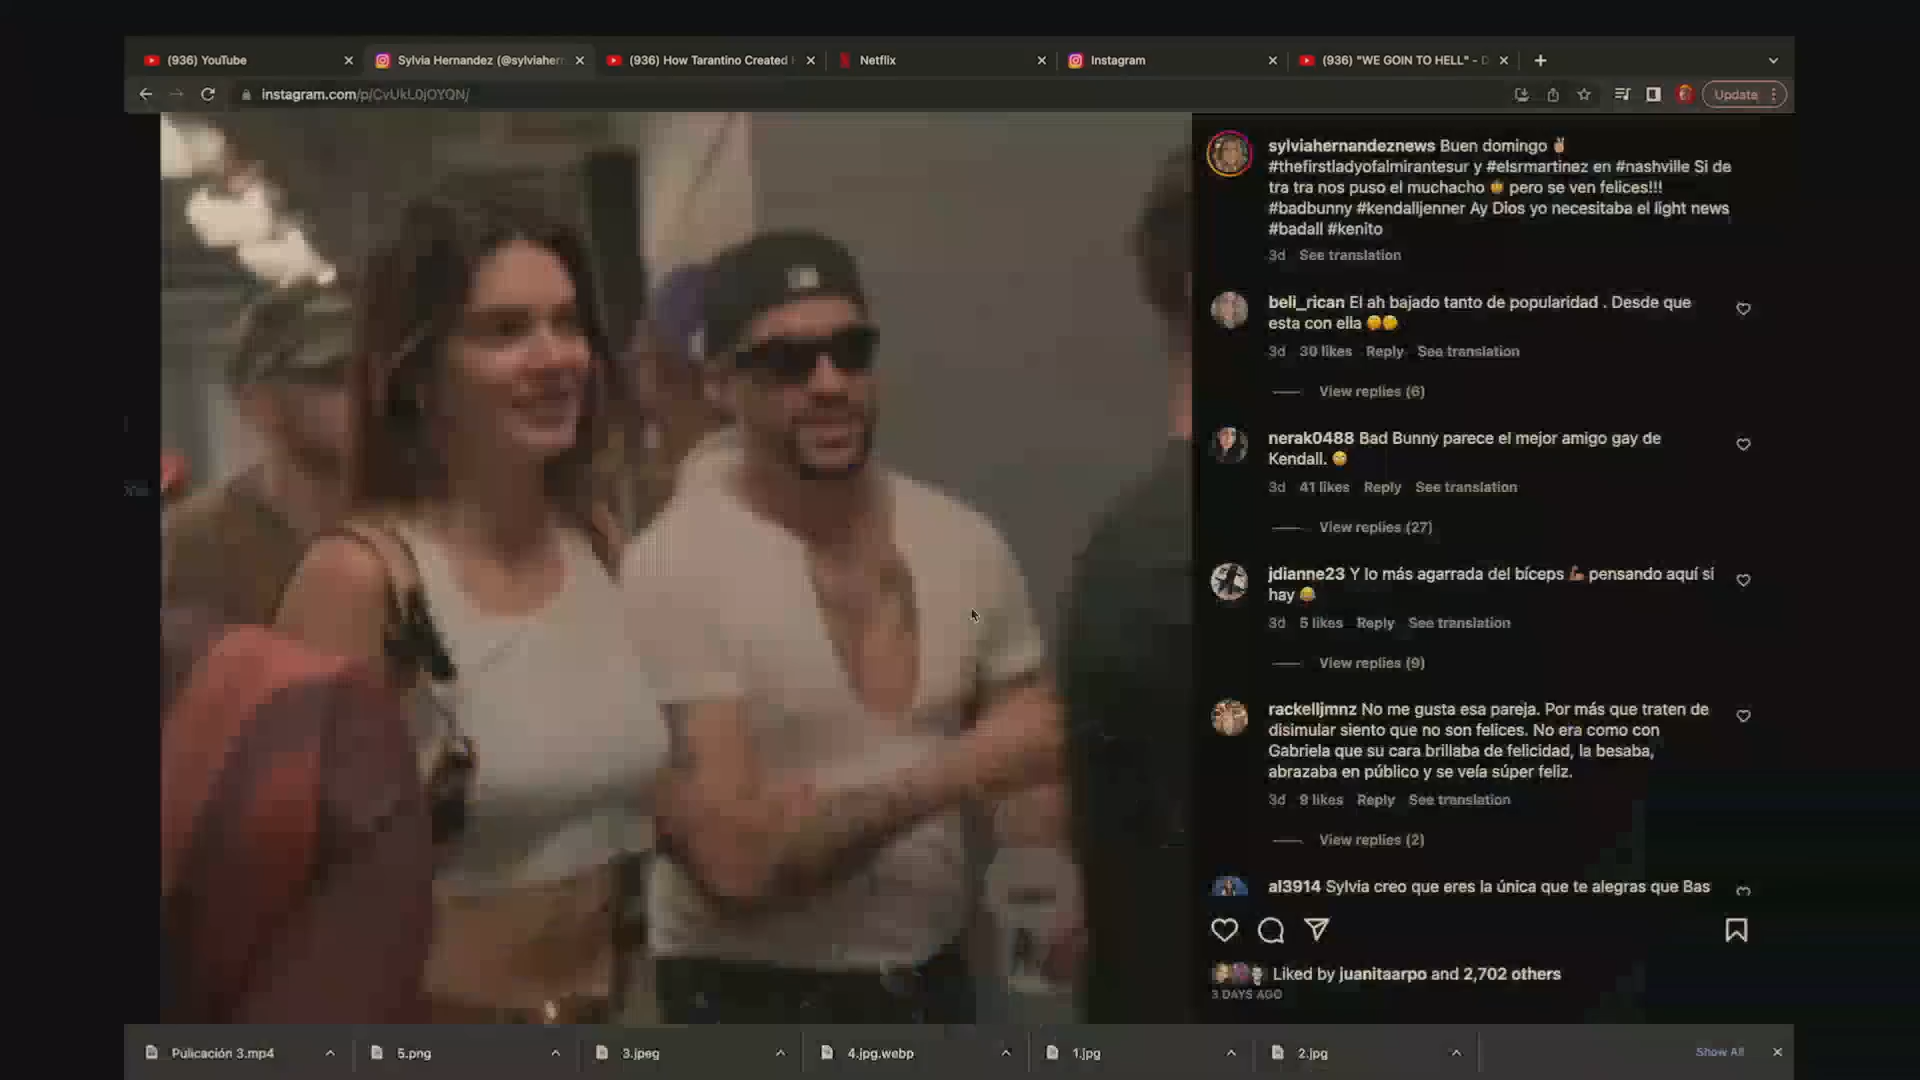 (936) YouTube
Sylvia Hernandez (@sylviaher
(936) How Tarantino Created
Netflix
Instagram
(936) "WE GOIN TO HELL" - D
instagram.com/p/CvUkL0jOYQN/
Update
sylviahernandeznews Buen domingo ✌🏼
#thefirstladyofalmirantesur y #elsrmartinez en #nashville Si de
tra tra nos puso el muchacho 🤠 pero se ven felices!!!
#badbunny #kendalljenner Ay Dios yo necesitaba el light news
#badall #kenito
3d See translation
beli_rican El ah bajado tanto de popularidad . Desde que
esta con ella
3d 30 likes Reply See translation
View replies (6)
nerak0488 Bad Bunny parece el mejor amigo gay de
Kendall.
3d 41 likes Reply See translation
View replies (27)
jdianne23 Y lo más agarrada del bíceps 💪🏽 pensando aquí si
hay 😂
3d 5 likes Reply See translation
View replies (9)
rackelljmnz No me gusta esa pareja. Por más que traten de
disimular siento que no son felices. No era como con
Gabriela que su cara brillaba de felicidad, la besaba,
abrazaba en público y se veía súper feliz.
3d 9 likes Reply See translation
View replies (2)
al3914 Sylvia creo que eres la única que te alegras que Bas
Liked by juanitaarpo and 2,702 others
3 DAYS AGO
Pulicación 3.mp4
5.png
3.jpeg
4.jpg.webp
1.jpg
2.jpg
Show All